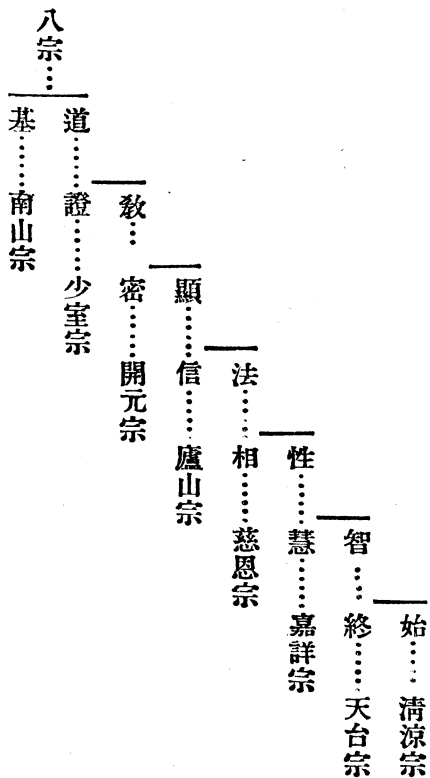 八宗…
基……南山宗
道……證……少室宗
敎…密……開元宗
顯……信……廬山宗
法……相……慈恩宗
性……慧……嘉詳宗
智……終……天台宗
始……淸涼宗